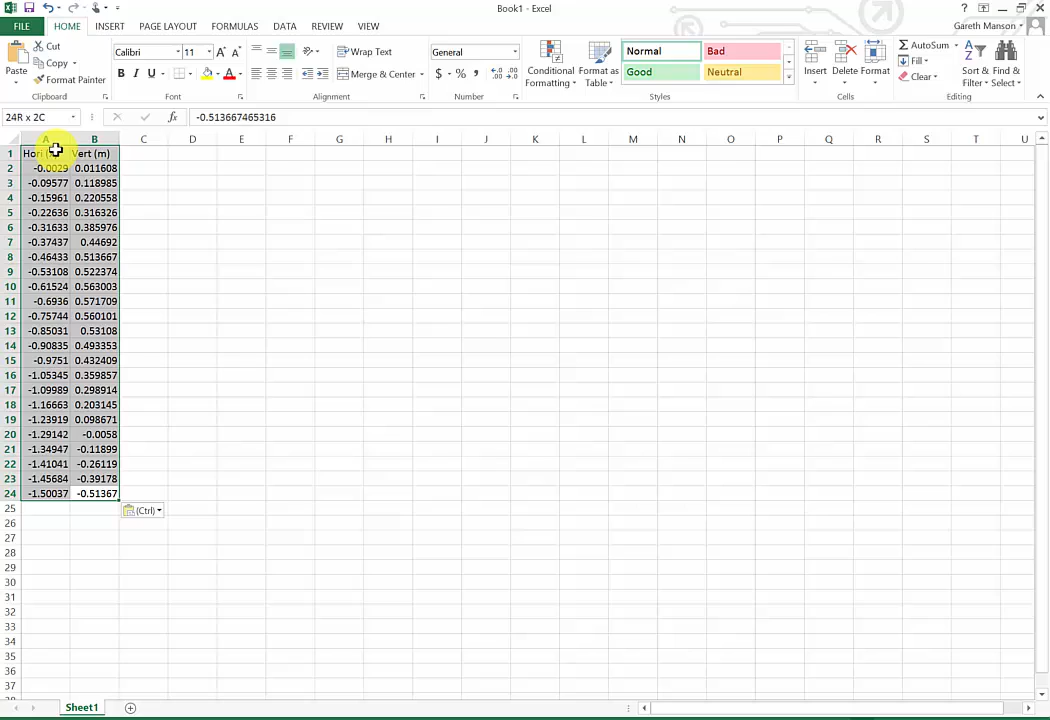 Book1 - Excel
FILE HOME INSERT PAGE LAYOUT FORMULAS DATA REVIEW VIEW
Gareth Manson
Paste
Cut
Copy
Format Painter
Clipboard
Calibri 11
B I U
Font
Wrap Text
Merge & Center
Alignment
General
$ % ,
Number
Conditional Formatting
Format as Table
Normal Bad
Good Neutral
Styles
Insert Delete Format
Cells
AutoSum
Fill
Clear
Sort & Filter
Find & Select
Editing
24R x 2C fx -0.513667465316
A B C D E F G H I J K L M N O P Q R S T U
1 Hori Vert (m)
2 -0.0029 0.011608
3 -0.09577 0.118985
4 -0.15961 0.220558
5 -0.22636 0.316326
6 -0.31633 0.385976
7 -0.37437 0.44692
8 -0.46433 0.513667
9 -0.53108 0.522374
10 -0.61524 0.563003
11 -0.6936 0.571709
12 -0.75744 0.560101
13 -0.85031 0.53108
14 -0.90835 0.493353
15 -0.9751 0.432409
16 -1.05345 0.359857
17 -1.09989 0.298914
18 -1.16663 0.203145
19 -1.23919 0.098671
20 -1.29142 -0.0058
21 -1.34947 -0.11899
22 -1.41041 -0.26119
23 -1.45684 -0.39178
24 -1.50037 -0.51367
25 (Ctrl)
26
27
28
29
30
31
32
33
34
35
36
37
Sheet1